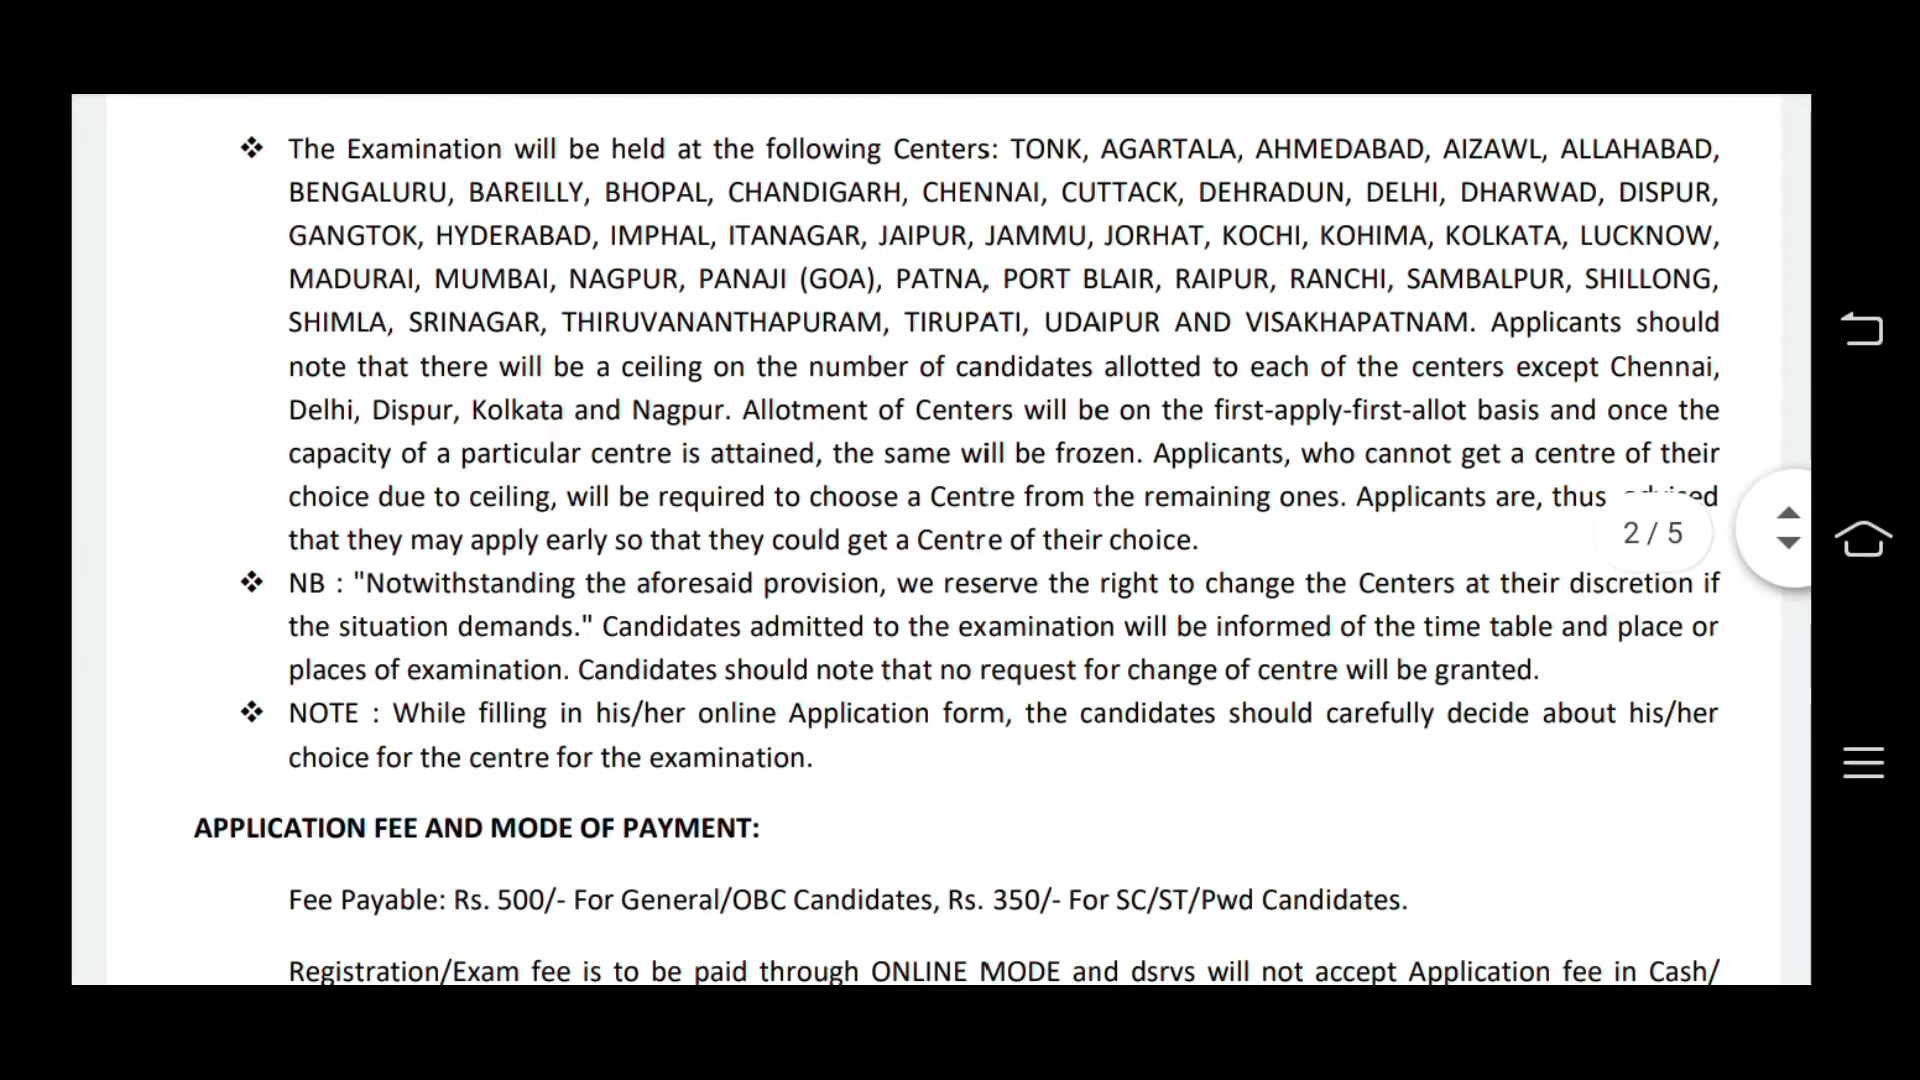 ❖ The Examination will be held at the following Centers: TONK, AGARTALA, AHMEDABAD, AIZAWL, ALLAHABAD,
BENGALURU, BAREILLY, BHOPAL, CHANDIGARH, CHENNAI, CUTTACK, DEHRADUN, DELHI, DHARWAD, DISPUR,
GANGTOK, HYDERABAD, IMPHAL, ITANAGAR, JAIPUR, JAMMU, JORHAT, KOCHI, KOHIMA, KOLKATA, LUCKNOW,
MADURAI, MUMBAI, NAGPUR, PANAJI (GOA), PATNA, PORT BLAIR, RAIPUR, RANCHI, SAMBALPUR, SHILLONG,
SHIMLA, SRINAGAR, THIRUVANANTHAPURAM, TIRUPATI, UDAIPUR AND VISAKHAPATNAM. Applicants should
note that there will be a ceiling on the number of candidates allotted to each of the centers except Chennai,
Delhi, Dispur, Kolkata and Nagpur. Allotment of Centers will be on the first-apply-first-allot basis and once the
capacity of a particular centre is attained, the same will be frozen. Applicants, who cannot get a centre of their
choice due to ceiling, will be required to choose a Centre from the remaining ones. Applicants are, thus
that they may apply early so that they could get a Centre of their choice.
2 / 5
❖ NB : "Notwithstanding the aforesaid provision, we reserve the right to change the Centers at their discretion if
the situation demands." Candidates admitted to the examination will be informed of the time table and place or
places of examination. Candidates should note that no request for change of centre will be granted.
❖ NOTE : While filling in his/her online Application form, the candidates should carefully decide about his/her
choice for the centre for the examination.
APPLICATION FEE AND MODE OF PAYMENT:
Fee Payable: Rs. 500/- For General/OBC Candidates, Rs. 350/- For SC/ST/Pwd Candidates.
Registration/Exam fee is to be paid through ONLINE MODE and dsrvs will not accept Application fee in Cash/